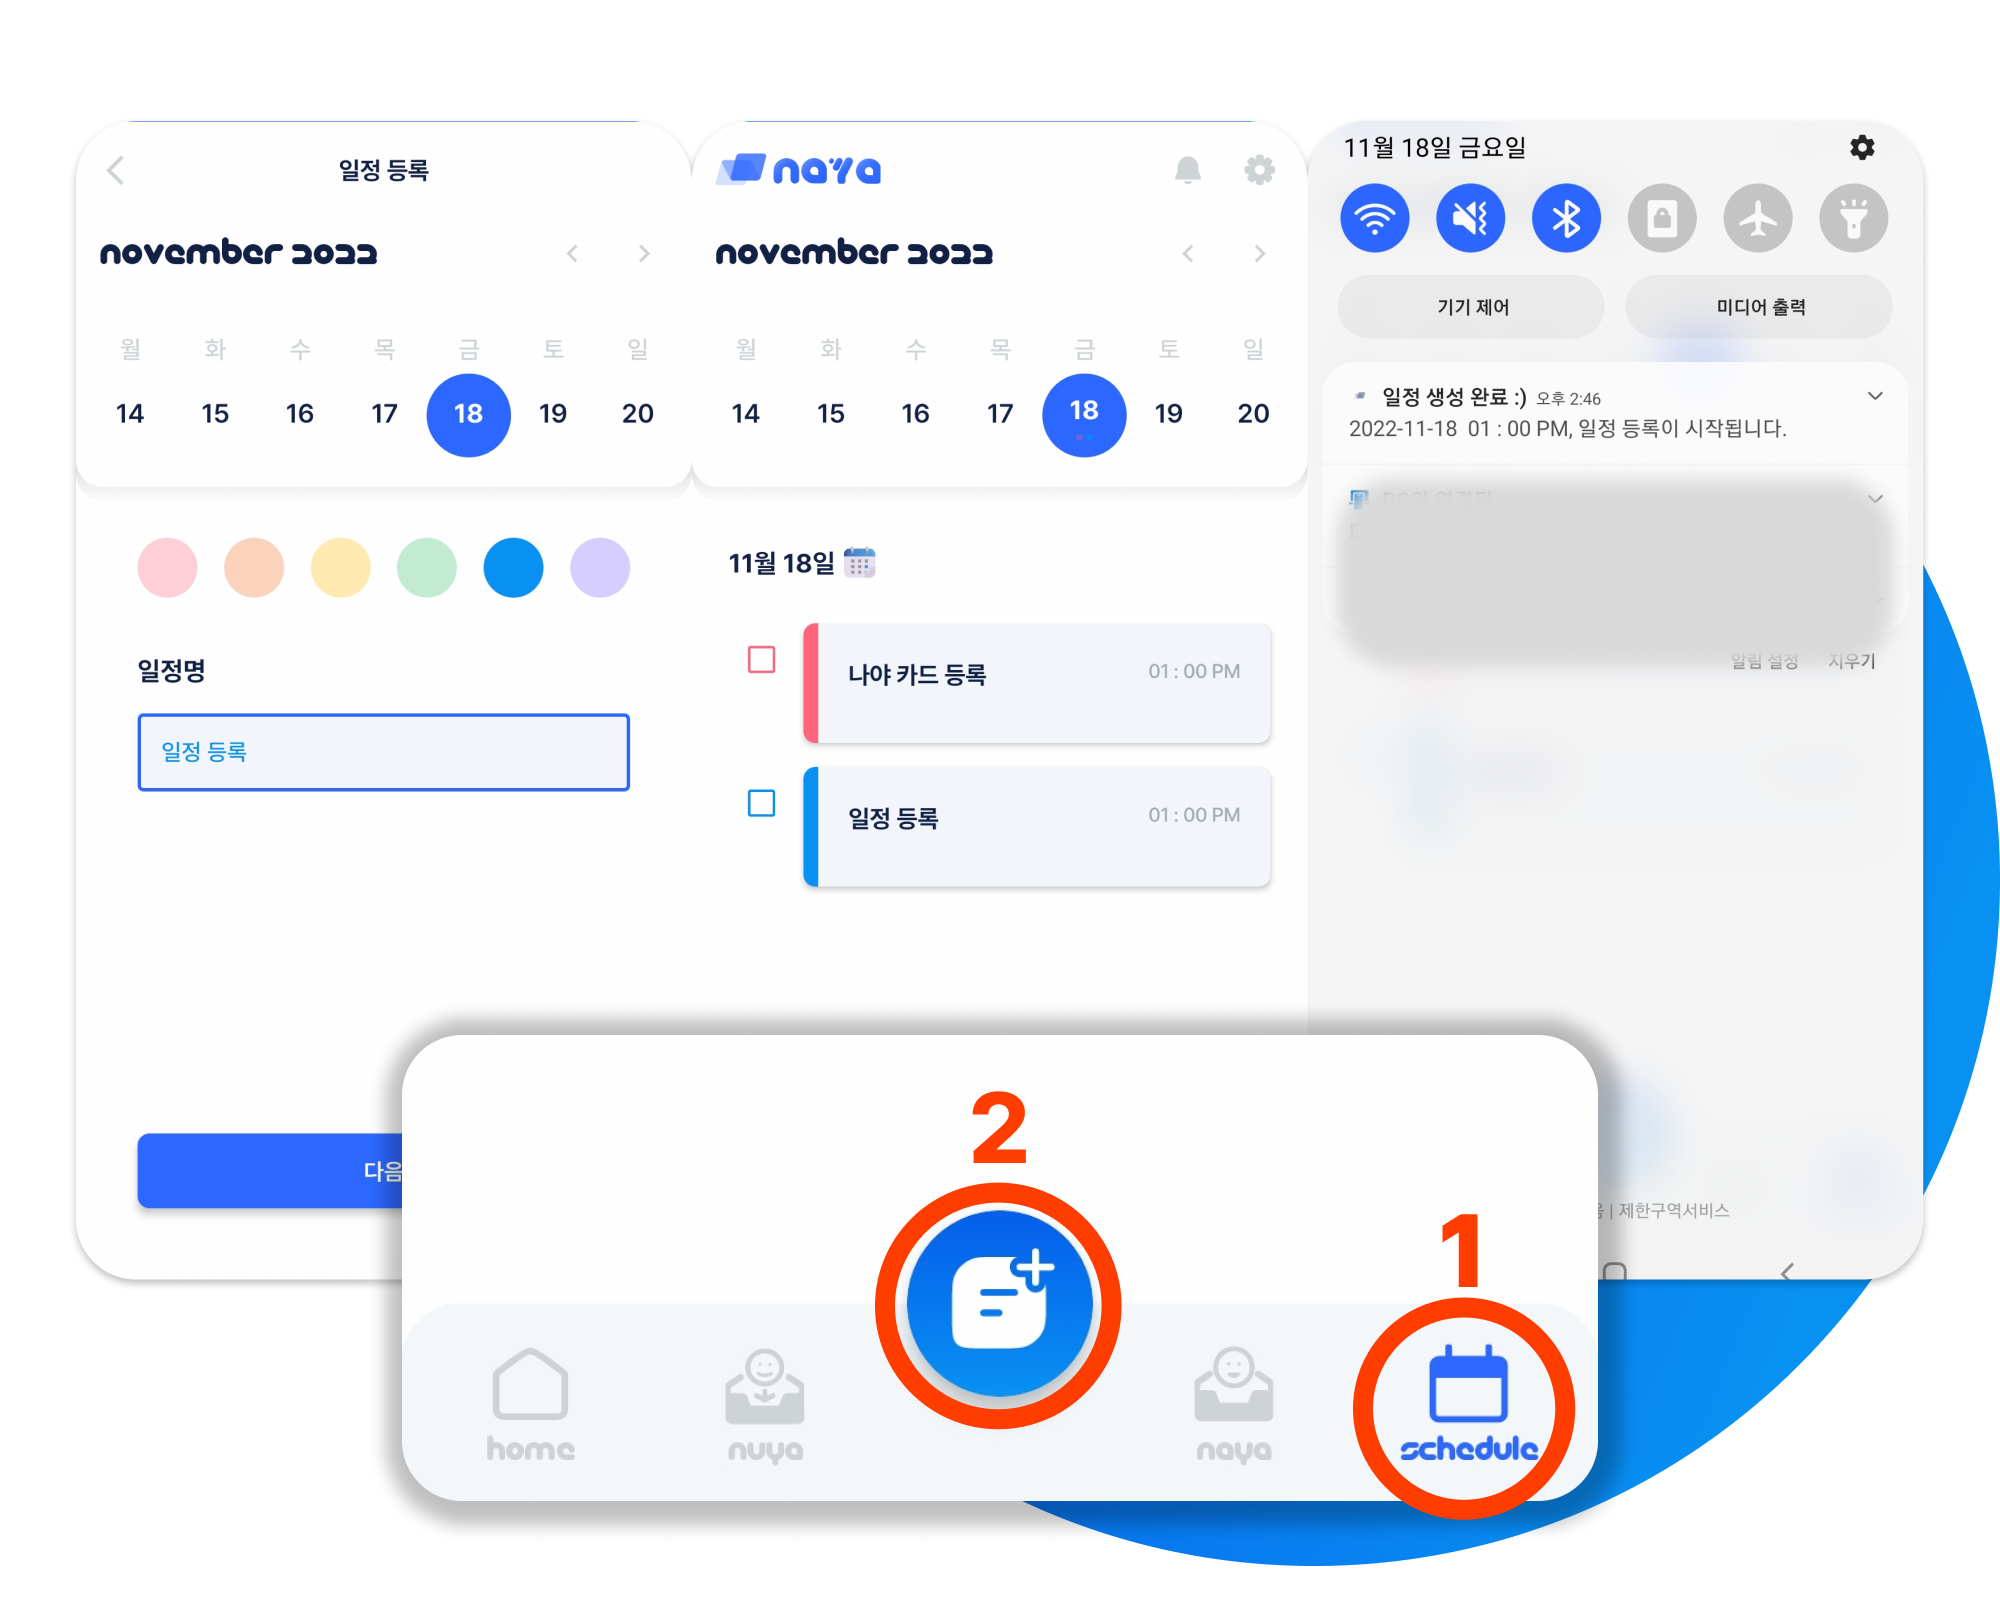 일정 등록
november 2022
월 화 수 목 금 토 일
14 15 16 17 18 19 20
일정명
일정 등록
다음
naya
november 2022
월 화 수 목 금 토 일
14 15 16 17 18 19 20
11월 18일
나야 카드 등록 01 : 00 PM
일정 등록 01 : 00 PM
11월 18일 금요일
기기 제어 미디어 출력
일정 생성 완료 :) 오후 2:46
2022-11-18 01 : 00 PM, 일정 등록이 시작됩니다.
알림 설정 지우기
| 제한구역서비스
2
1
home nuya naya schedule